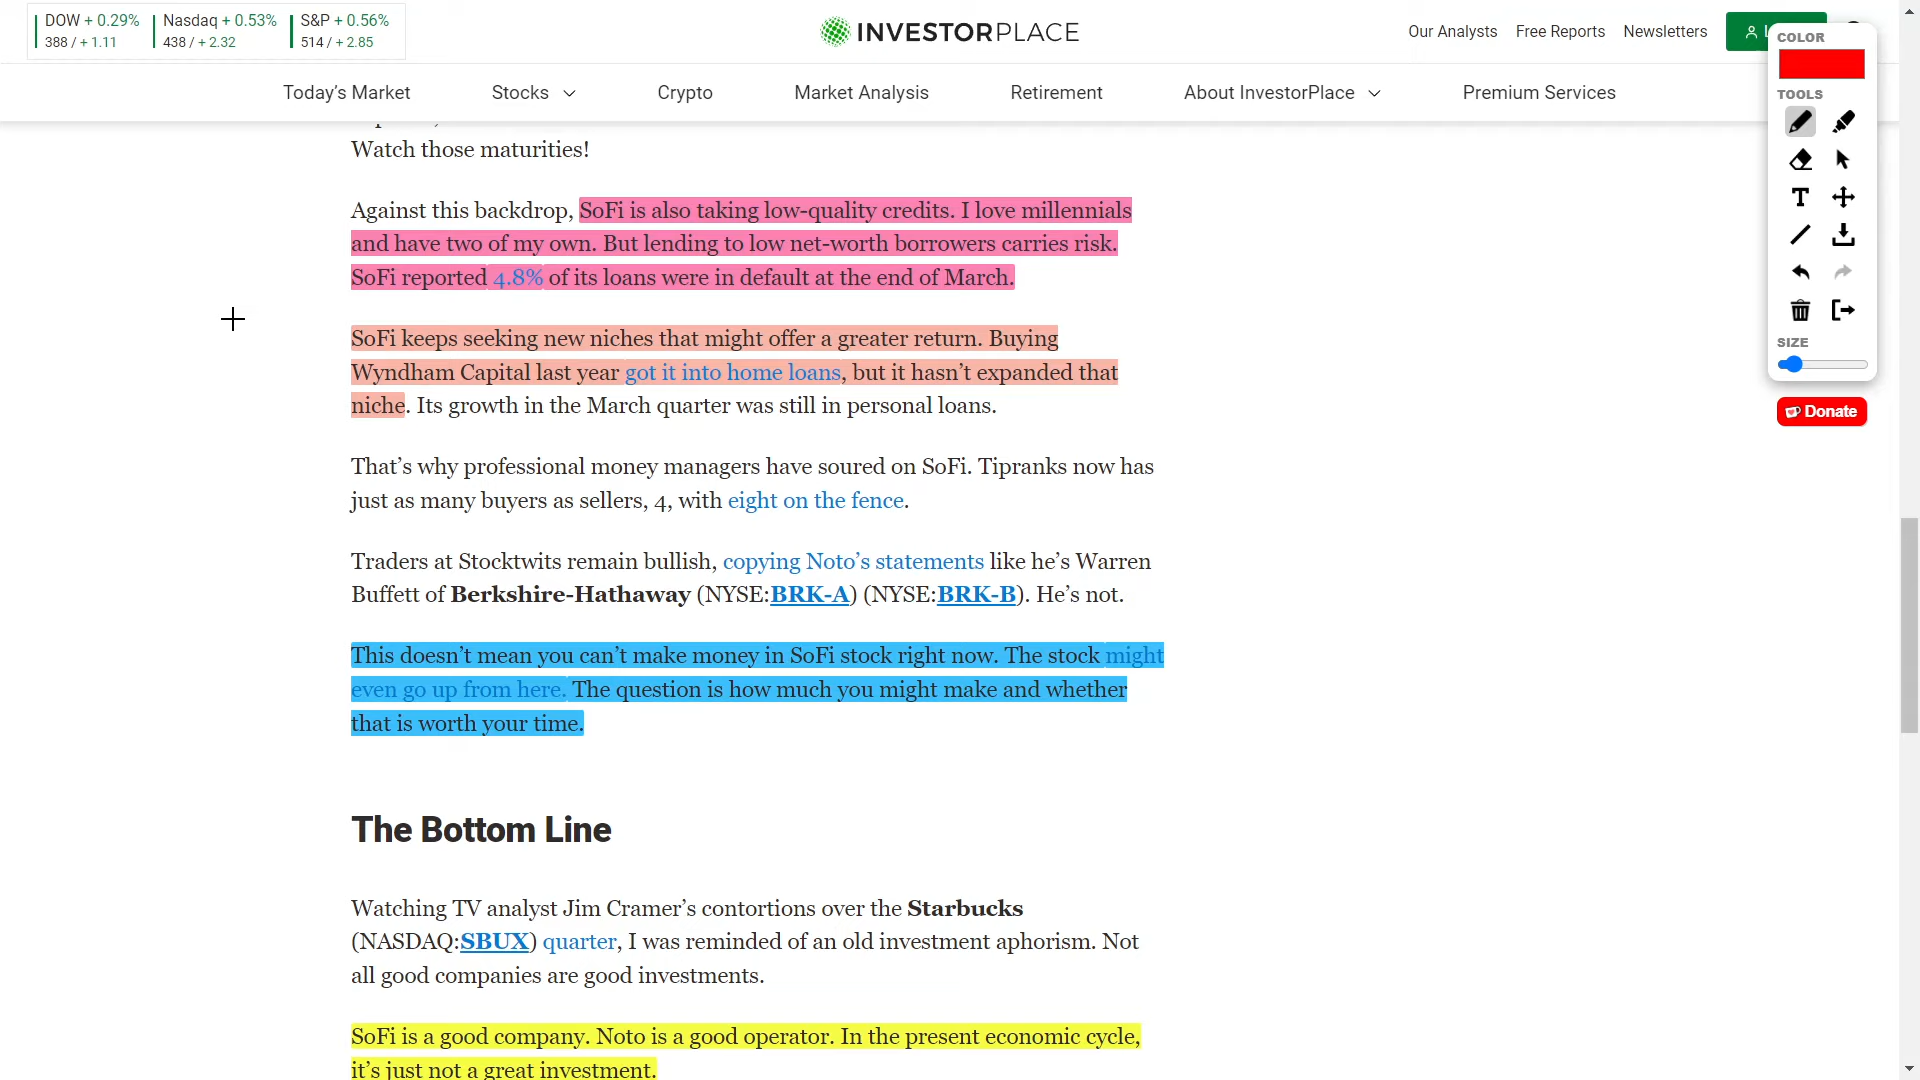 DOW + 0.29%
388 / + 1.11
Nasdaq + 0.53%
438 / + 2.32
S&P + 0.56%
514 / + 2.85
INVESTORPLACE
Our Analysts
Free Reports
Newsletters
Today’s Market
Stocks
Crypto
Market Analysis
Retirement
About InvestorPlace
Premium Services
Watch those maturities!
Against this backdrop, SoFi is also taking low-quality credits. I love millennials
and have two of my own. But lending to low net-worth borrowers carries risk.
SoFi reported 4.8% of its loans were in default at the end of March.
SoFi keeps seeking new niches that might offer a greater return. Buying
Wyndham Capital last year got it into home loans, but it hasn’t expanded that
niche. Its growth in the March quarter was still in personal loans.
That’s why professional money managers have soured on SoFi. Tipranks now has
just as many buyers as sellers, 4, with eight on the fence.
Traders at Stocktwits remain bullish, copying Noto’s statements like he’s Warren
Buffett of Berkshire-Hathaway (NYSE:BRK-A) (NYSE:BRK-B). He’s not.
This doesn’t mean you can’t make money in SoFi stock right now. The stock might
even go up from here. The question is how much you might make and whether
that is worth your time.
The Bottom Line
Watching TV analyst Jim Cramer’s contortions over the Starbucks
(NASDAQ:SBUX) quarter, I was reminded of an old investment aphorism. Not
all good companies are good investments.
SoFi is a good company. Noto is a good operator. In the present economic cycle,
it’s just not a great investment.
COLOR
TOOLS
T
SIZE
Donate